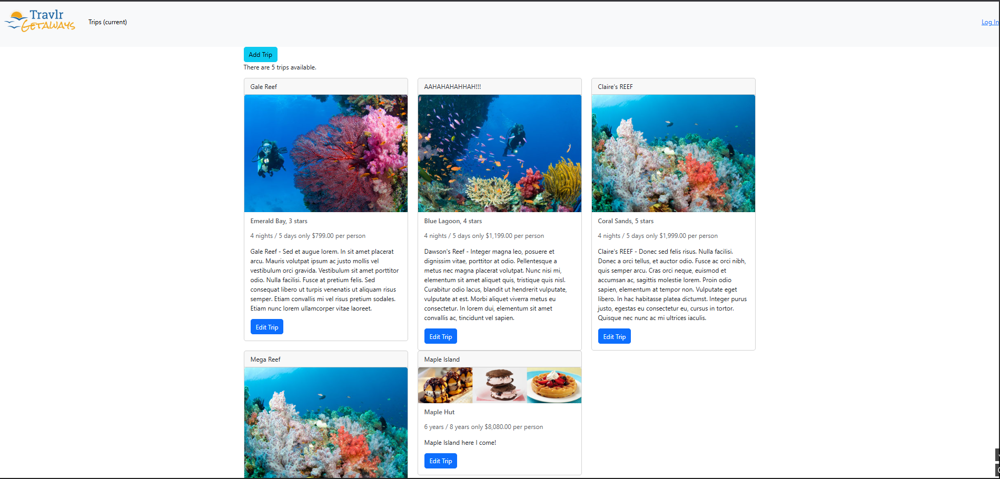 Travlr
GETAWAYS
Trips (current)
Log In
Add Trip
There are 5 trips available.
Gale Reef
Emerald Bay, 3 stars
4 nights / 5 days only $799.00 per person
Gale Reef - Sed et augue lorem. In sit amet placerat
arcu. Mauris volutpat ipsum ac justo mollis vel
vestibulum orci gravida. Vestibulum sit amet porttitor
odio. Nulla facilisi. Fusce at pretium felis. Sed
consequat libero ut turpis venenatis ut aliquam risus
semper. Etiam convallis mi vel risus pretium sodales.
Etiam nunc lorem ullamcorper vitae laoreet.
Edit Trip
AAHAHAHAHHAH!!!
Blue Lagoon, 4 stars
4 nights / 5 days only $1,199.00 per person
Dawson's Reef - Integer magna leo, posuere et
dignissim vitae, porttitor at odio. Pellentesque a
metus nec magna placerat volutpat. Nunc nisi mi,
elementum sit amet aliquet quis, tristique quis nisl.
Curabitur odio lacus, blandit ut hendrerit vulputate,
vulputate at est. Morbi aliquet viverra metus eu
consectetur. In lorem dui, elementum sit amet
convallis ac, tincidunt vel sapien.
Edit Trip
Claire's REEF
Coral Sands, 5 stars
4 nights / 5 days only $1,999.00 per person
Claire's REEF - Donec sed felis risus. Nulla facilisi.
Donec a orci tellus, et auctor odio. Fusce ac orci nibh,
quis semper arcu. Cras orci neque, euismod et
accumsan ac, sagittis molestie lorem. Proin odio
sapien, elementum at tempor non. Vulputate eget
libero. In hac habitasse platea dictumst. Integer purus
justo, egestas eu consectetur eu, cursus in tortor.
Quisque nec nunc ac mi ultrices iaculis.
Edit Trip
Mega Reef
Maple Island
Maple Hut
6 years / 8 years only $8,080.00 per person
Maple Island here I come!
Edit Trip